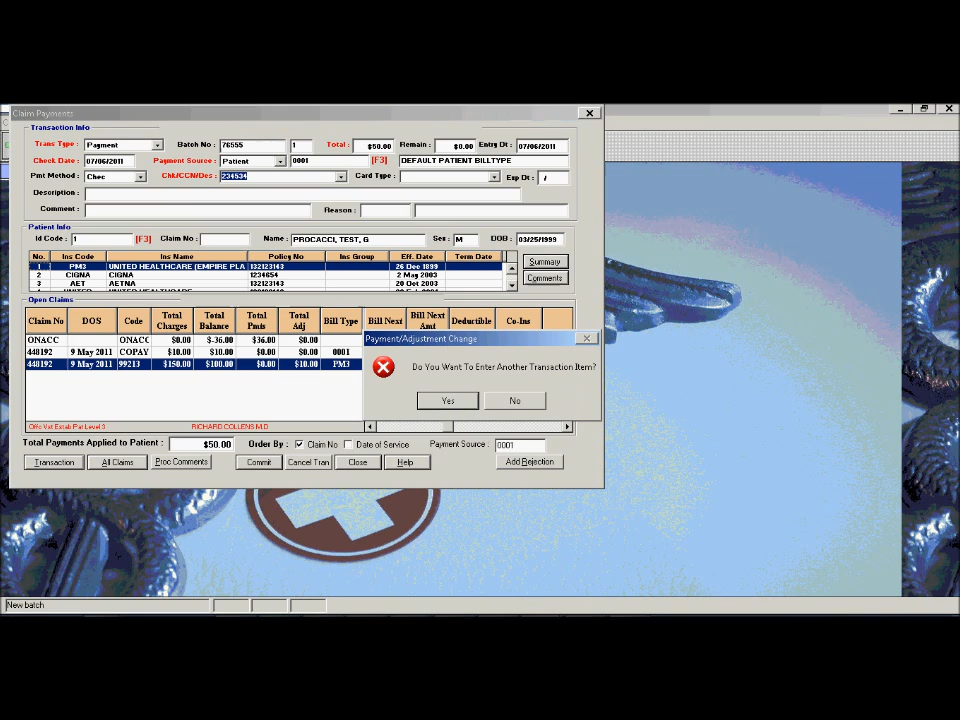 Claim Payments
Transaction Info
Trans Type : Payment Batch No : 76555 1 Total : $50.00 Remain : $0.00 Entry Dt : 07/06/2011
Check Date : 07/06/2011 Payment Source : Patient 0001 [F3] DEFAULT PATIENT BILLTYPE
Pmt Method : Chec Chk/CCN/Des : 234534 Card Type : Exp Dt : /
Description :
Comment : Reason :
Patient Info
Id Code : 1 [F3] Claim No : Name : PROCACCI, TEST, G Sex : M DOB : 03/25/1999
No. Ins Code Ins Name Policy No Ins Group Eff. Date Term Date
1 PM3 UNITED HEALTHCARE (EMPIRE PLA 132123143 26 Dec 1899
2 CIGNA CIGNA 1234654 2 May 2003
3 AET AETNA 132123143 20 Oct 2003
Summary
Comments
Open Claims
Claim No DOS Code Total Charges Total Balance Total Pmts Total Adj Bill Type Bill Next Bill Next Amt Deductible Co-Ins
ONACC ONACC $0.00 $-36.00 $36.00 $0.00
448192 9 May 2011 COPAY $10.00 $10.00 $0.00 $0.00 0001
448192 9 May 2011 99213 $150.00 $100.00 $0.00 $10.00 PM3
Payment/Adjustment Change
Do You Want To Enter Another Transaction Item?
Yes No
Offc Vst Estab Pat Level 3 RICHARD COLLENS M.D
Total Payments Applied to Patient : $50.00 Order By : Claim No Date of Service Payment Source : 0001
Transaction All Claims Proc Comments Commit Cancel Tran Close Help Add Rejection
New batch